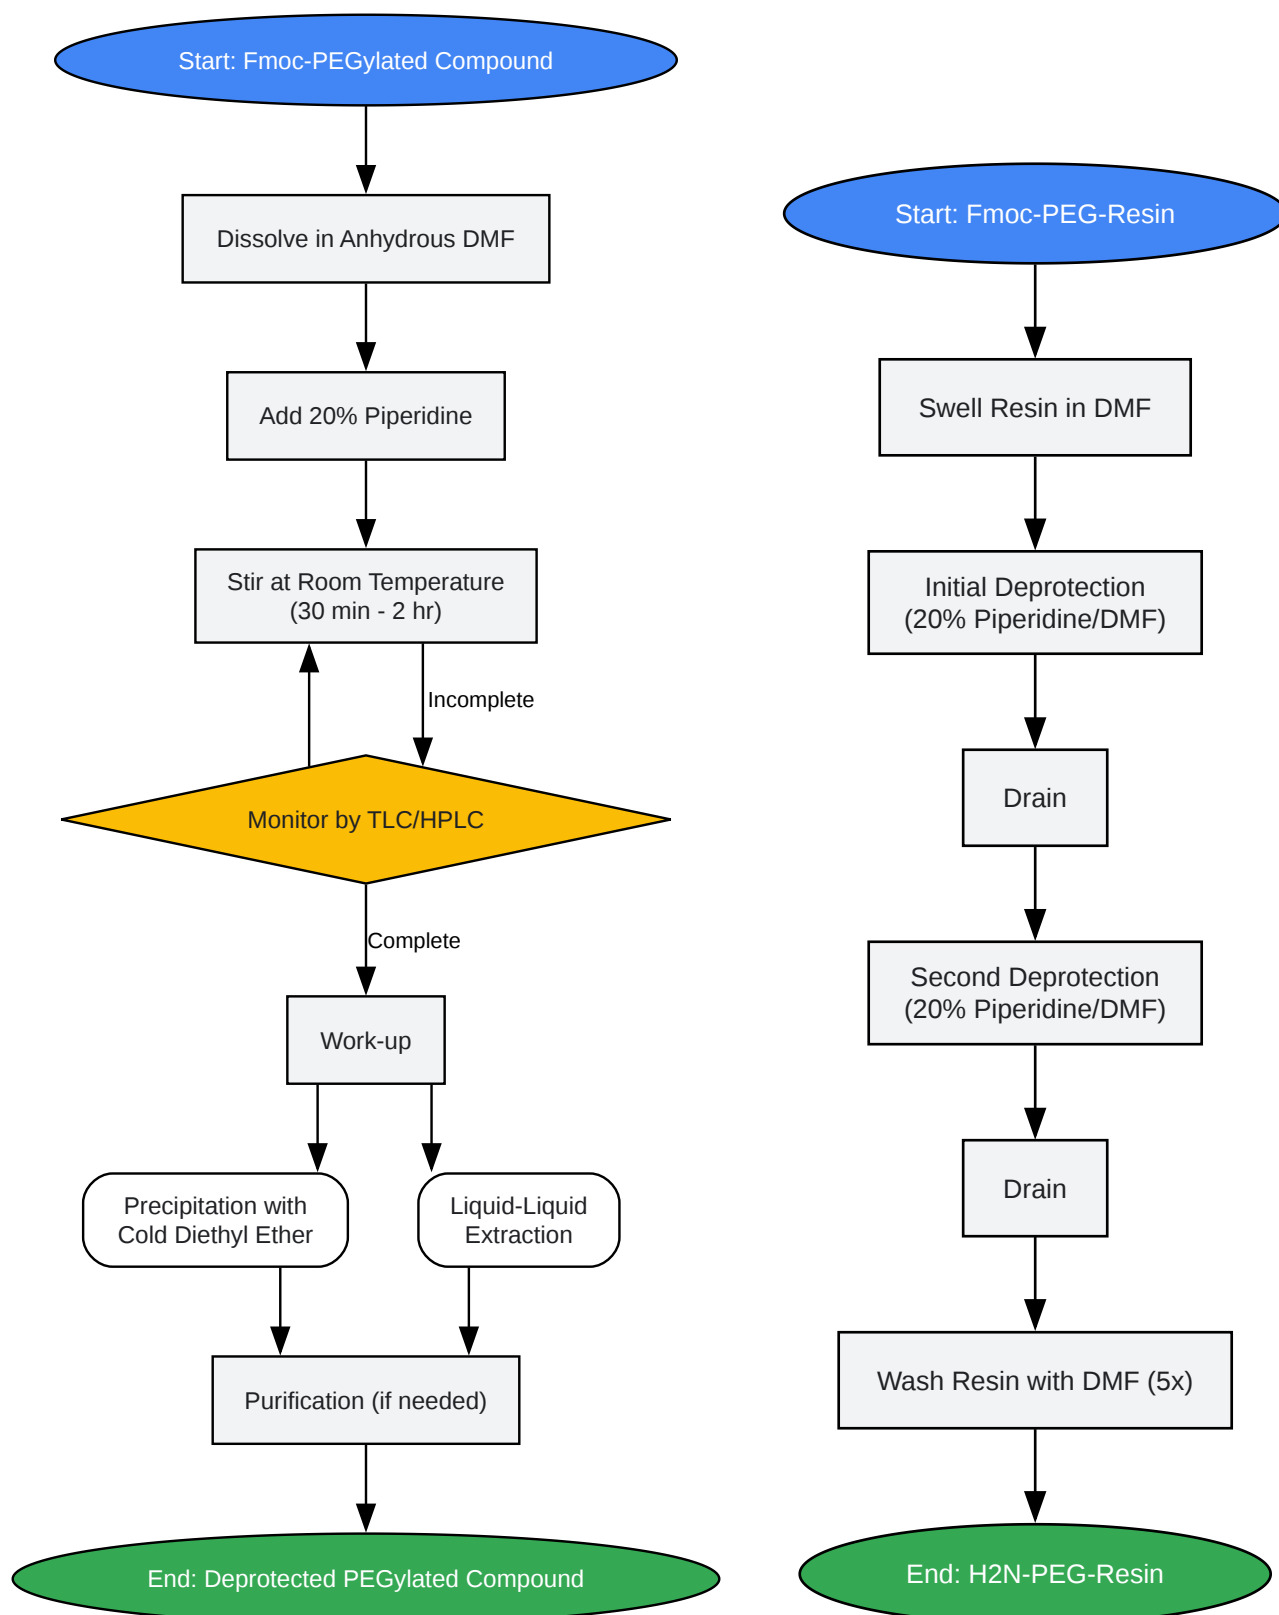 Start: Fmoc-PEGylated Compound
Dissolve in Anhydrous DMF
Add 20% Piperidine
Stir at Room Temperature
(30 min - 2 hr)
Incomplete
Monitor by TLC/HPLC
Complete
Work-up
Precipitation with
Cold Diethyl Ether
Liquid-Liquid
Extraction
Purification (if needed)
End: Deprotected PEGylated Compound
Start: Fmoc-PEG-Resin
Swell Resin in DMF
Initial Deprotection
(20% Piperidine/DMF)
Drain
Second Deprotection
(20% Piperidine/DMF)
Drain
Wash Resin with DMF (5x)
End: H2N-PEG-Resin